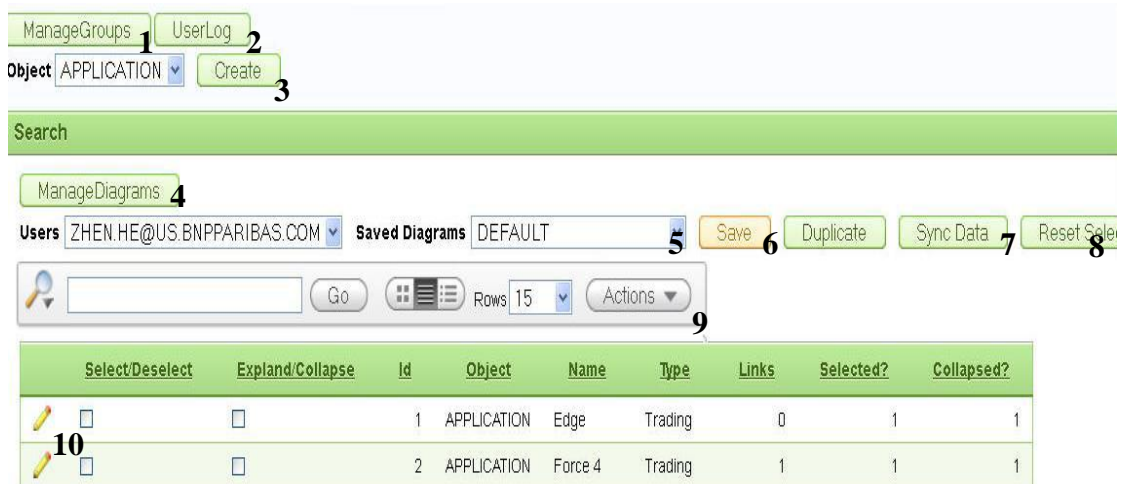 ManageGroups 1 UserLog 2
Object APPLICATION Create 3
Search
ManageDiagrams 4
Users ZHEN.HE@US.BNPPARIBAS.COM Saved Diagrams DEFAULT 5 Save 6 Duplicate Sync Data 7 Reset Selec 8
Go Rows 15 Actions 9
Select/Deselect Expland/Collapse Id Object Name Type Links Selected? Collapsed?
1 APPLICATION Edge Trading 0 1 1
10
2 APPLICATION Force 4 Trading 1 1 1